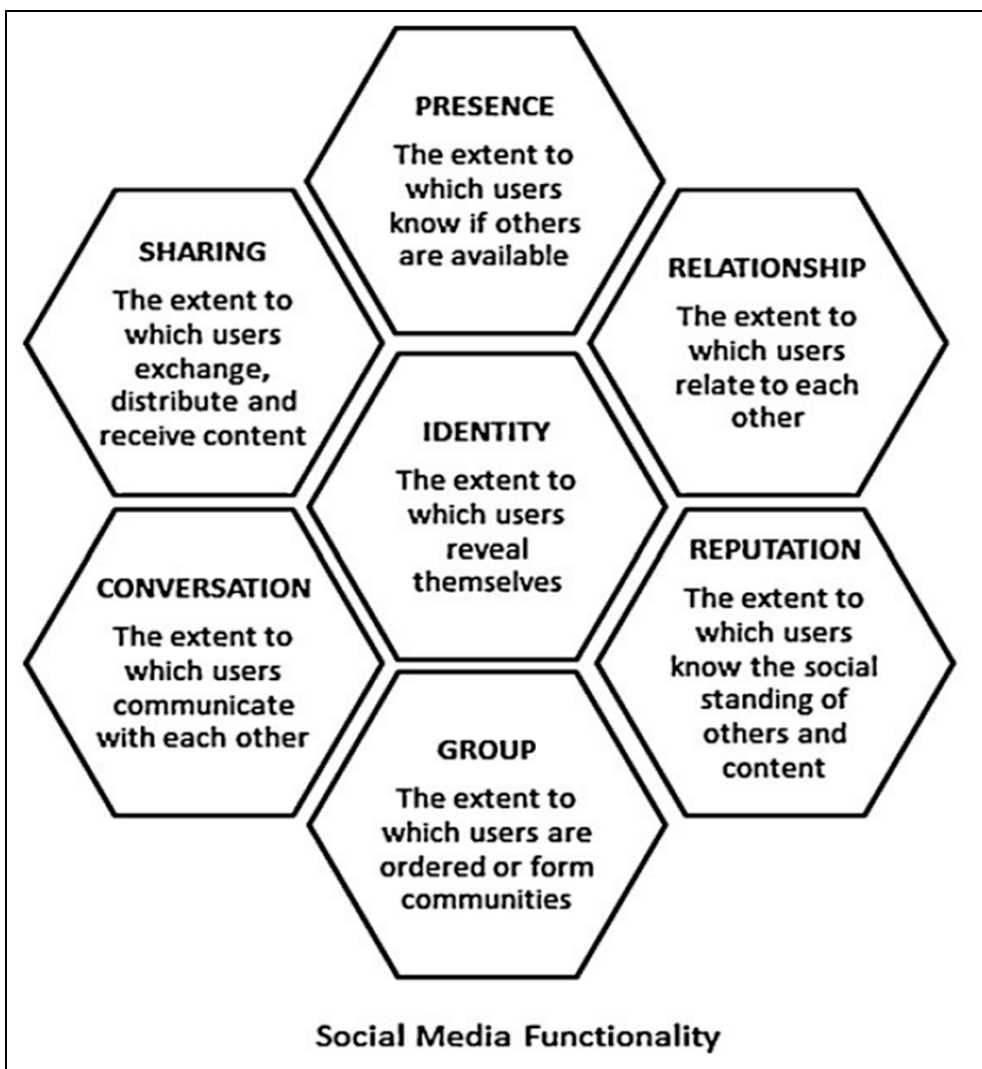 PRESENCE
The extent to
which users
know if others
are available
SHARING
The extent to
which users
exchange,
distribute and
receive content
RELATIONSHIP
The extent to
which users
relate to each
other
IDENTITY
The extent to
which users
reveal
themselves
CONVERSATION
The extent to
which users
communicate
with each other
REPUTATION
The extent to
which users
know the social
standing of
others and
content
GROUP
The extent to
which users are
ordered or form
communities
Social Media Functionality